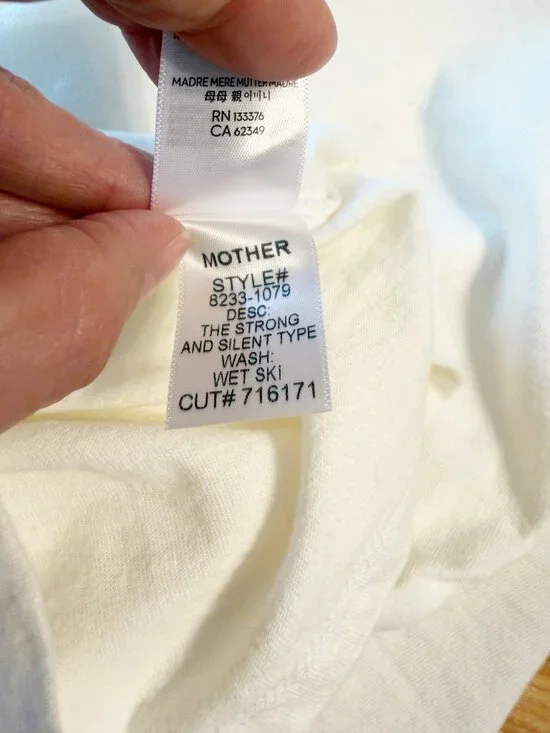 MADRE MERE MUTTER MADRE
母母 親 어머니
RN 133376
CA 62349
MOTHER
STYLE#
8233-1079
DESC:
THE STRONG
AND SILENT TYPE
WASH:
WET SKI
CUT# 716171